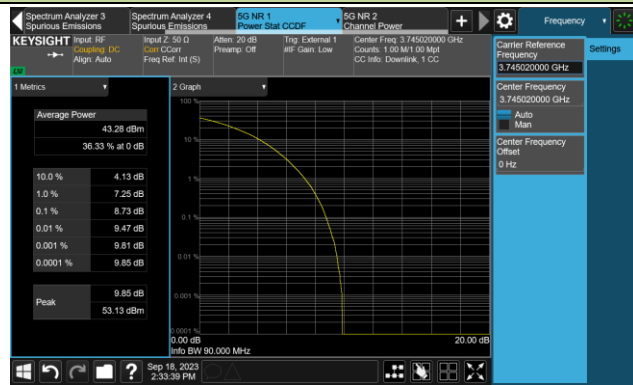 Spectrum Analyzer 3
Spurious Emissions
Spectrum Analyzer 4
Spurious Emissions
5G NR 1
Power Stat CCDF
5G NR 2
Channel Power
Frequency
KEYSIGHT
Input: RF
Coupling: DC
Align: Auto
Input Z: 50 Ω
Corr CCorr
Freq Ref: Int (S)
Atten: 20 dB
Preamp: Off
Trig: External 1
#IF Gain: Low
Center Freq: 3.745020000 GHz
Counts: 1.00 M/1.00 Mpt
CC Info: Downlink, 1 CC
Carrier Reference
Frequency
3.745020000 GHz
Settings
Center Frequency
3.745020000 GHz
Auto
Man
Center Frequency
Offset
0 Hz
1 Metrics
Average Power
43.28 dBm
36.33 % at 0 dB
10.0 % 4.13 dB
1.0 % 7.25 dB
0.1 % 8.73 dB
0.01 % 9.47 dB
0.001 % 9.81 dB
0.0001 % 9.85 dB
Peak
9.85 dB
53.13 dBm
2 Graph
100 %
10 %
1 %
0.1 %
0.01 %
0.001 %
0.0001 %
0.00 dB
20.00 dB
Info BW 90.000 MHz
?
Sep 18, 2023
2:33:39 PM